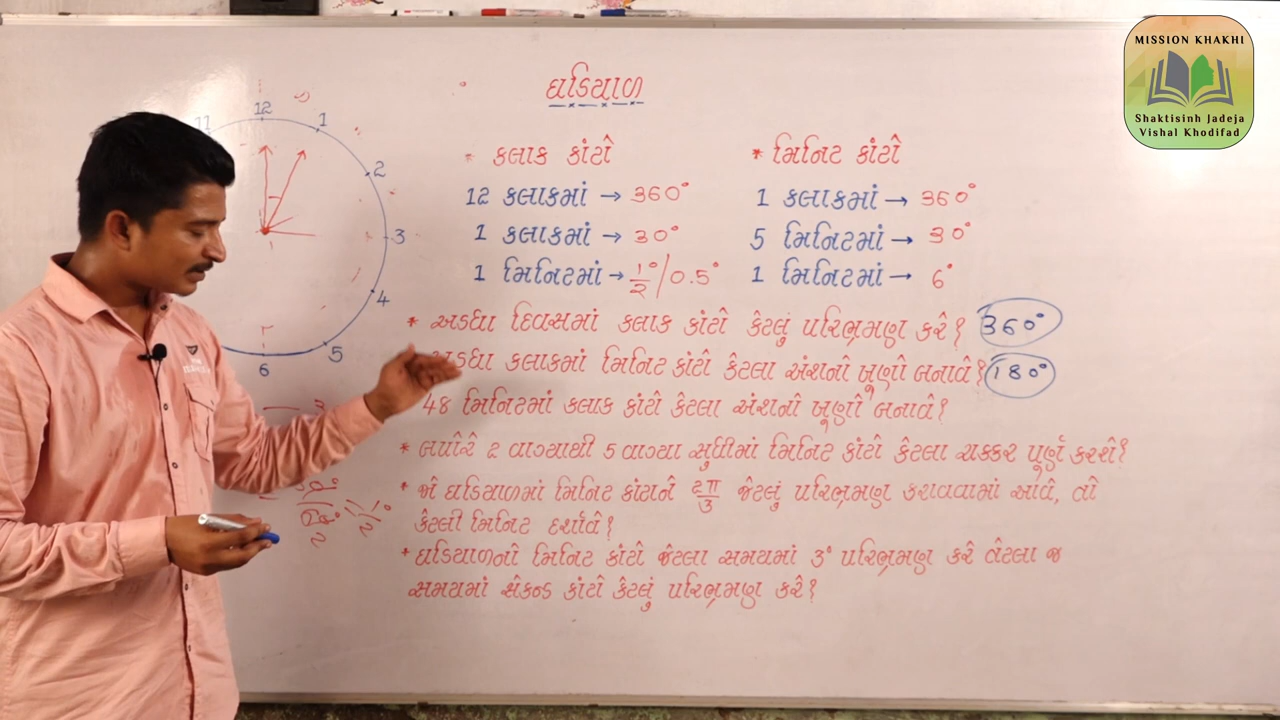 MISSION KHAKHI
Shaktisinh Jadeja
Vishal Khodifad
ઘડિયાળ
11 12 1
2
3
4
5
6
* કલાક કાંટો
12 કલાકમાં → 360°
1 કલાકમાં → 30°
1 મિનિટમાં → 1/2° / 0.5°
* મિનિટ કાંટો
1 કલાકમાં → 360°
5 મિનિટમાં → 30°
1 મિનિટમાં → 6°
* અડધા દિવસમાં કલાક કાંટો કેટલું પરિભ્રમણ કરે? 360°
અડધા કલાકમાં મિનિટ કાંટો કેટલા અંશનો ખૂણો બનાવે? 180°
48 મિનિટમાં કલાક કાંટો કેટલા અંશનો ખૂણો બનાવે?
* બપોરે 2 વાગ્યાથી 5 વાગ્યા સુધીમાં મિનિટ કાંટો કેટલા ચક્કર પૂર્ણ કરશે?
* જો ઘડિયાળમાં મિનિટ કાંટાને 2π/3 જેટલું પરિભ્રમણ કરાવવામાં આવે, તો
કેટલી મિનિટ દર્શાવે?
* ઘડિયાળનો મિનિટ કાંટો જેટલા સમયમાં 3° પરિભ્રમણ કરે તેટલા જ
સમયમાં સેકન્ડ કાંટો કેટલું પરિભ્રમણ કરે?